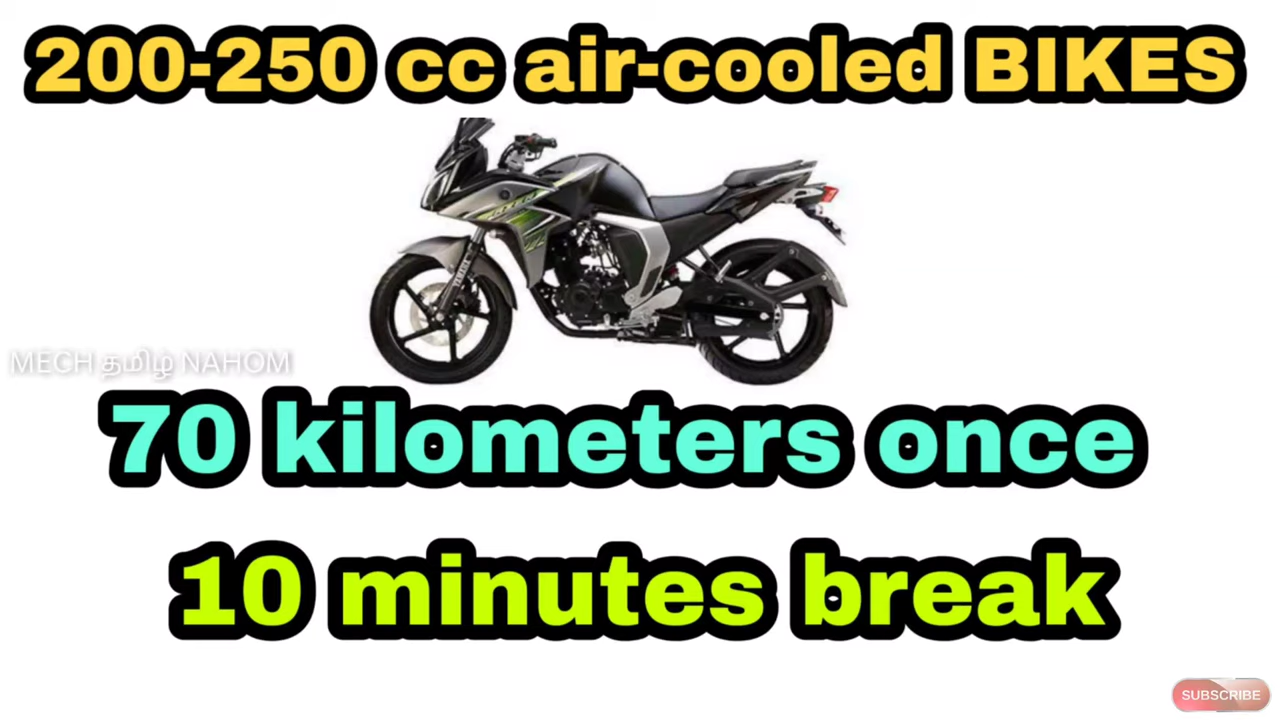 200-250 cc air-cooled BIKES
MECH தமிழ் NAHOM
70 kilometers once
10 minutes break
SUBSCRIBE